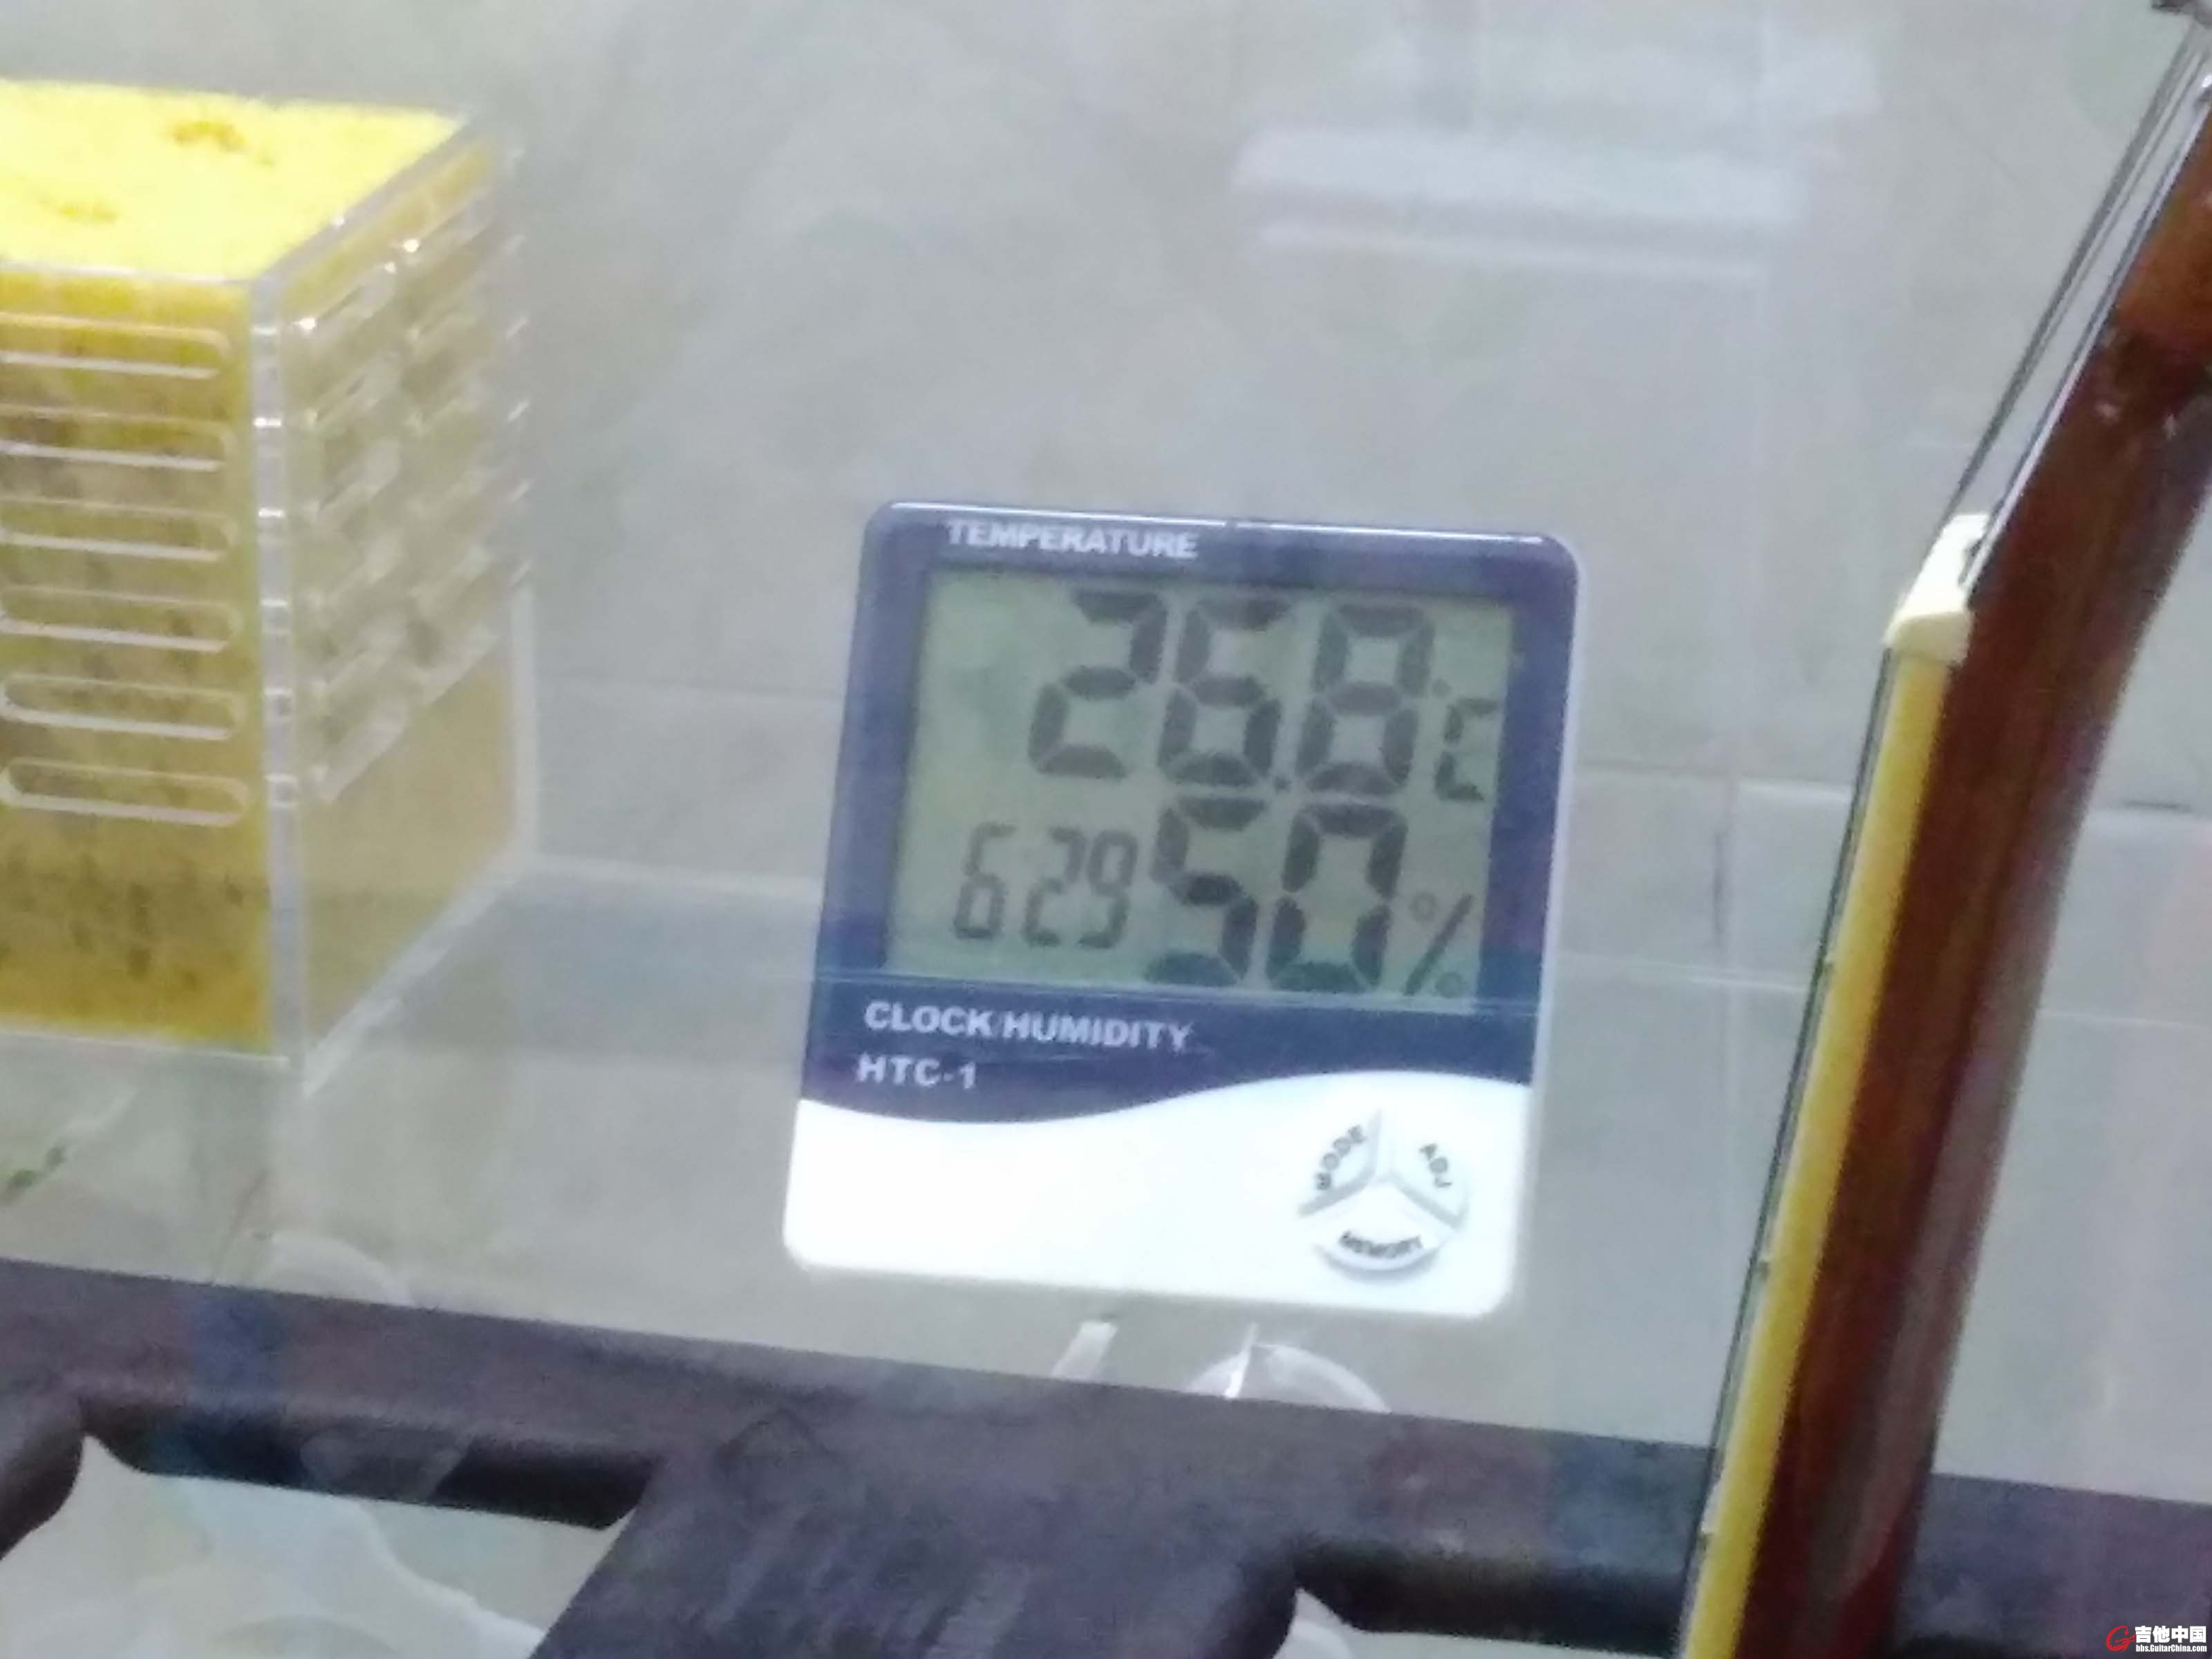 TEMPERATURE
26.8°C
6 29 50%
CLOCK/HUMIDITY
HTC-1
MODE ADJ
MEMORY
吉他中国
bbs.GuitarChina.com